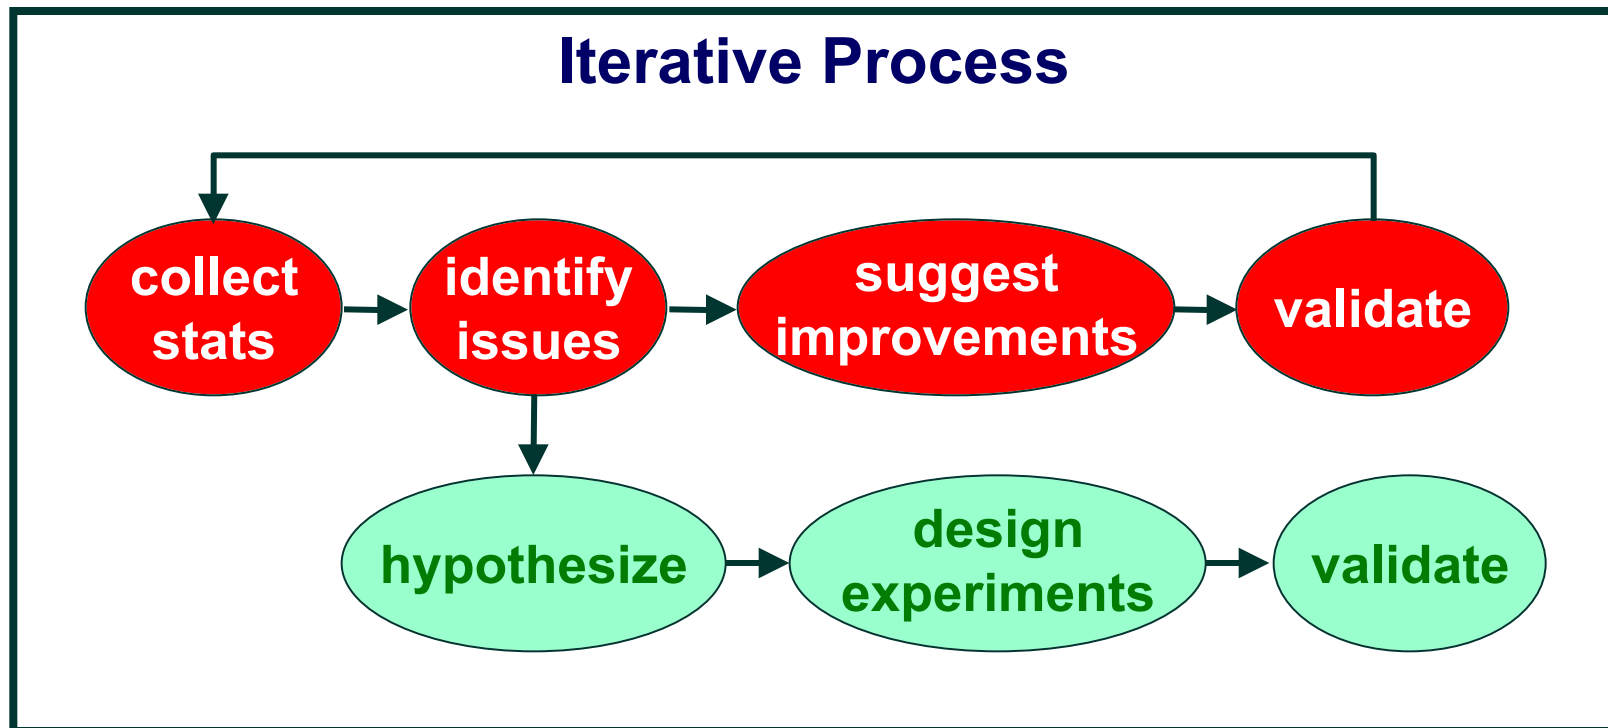 Iterative Process
collect
stats
identify
issues
suggest
improvements
validate
hypothesize
design
experiments
validate